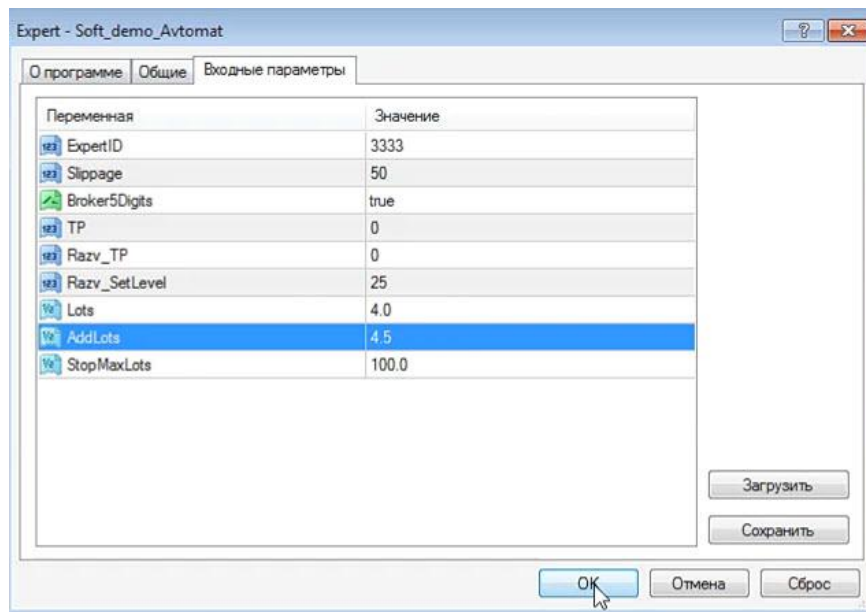 Expert - Soft_demo_Avtomat
О программе Общие Входные параметры
Переменная Значение
ExpertID 3333
Slippage 50
Broker5Digits true
TP 0
Razv_TP 0
Razv_SetLevel 25
Lots 4.0
AddLots 4.5
StopMaxLots 100.0
Загрузить
Сохранить
OK Отмена Сброс